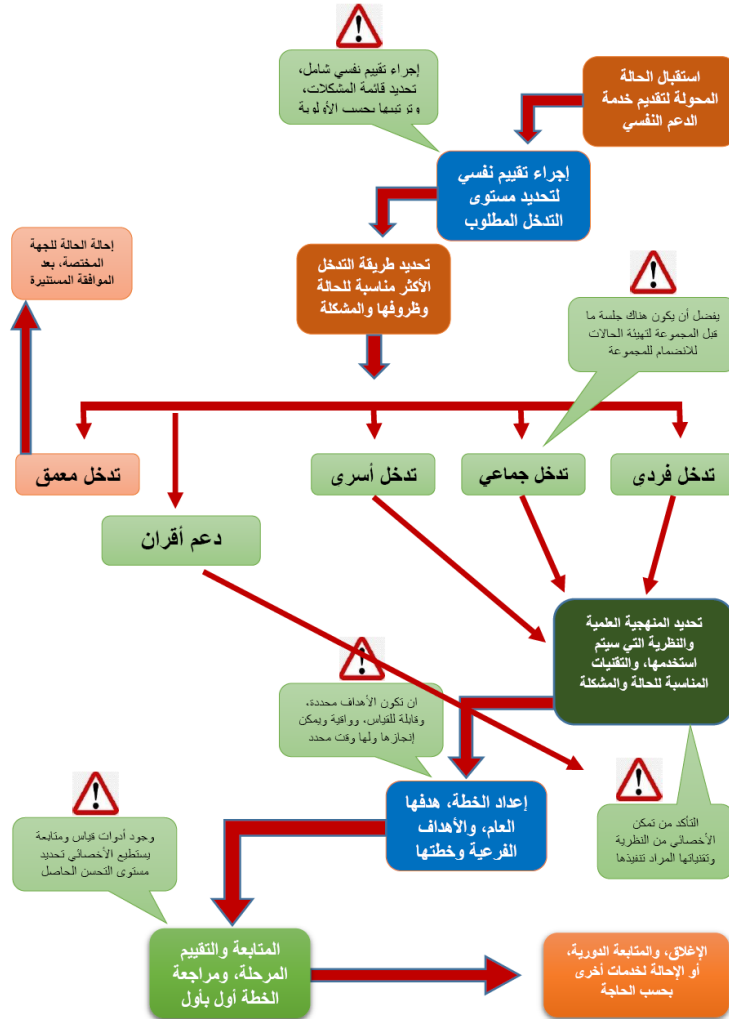 استقبال الحالة
المحولة لتقديم خدمة
الدعم النفسي
إجراء تقييم نفسي شامل،
تحديد قائمة المشكلات،
وترتيبها بحسب الأولوية
إجراء تقييم نفسي
لتحديد مستوى
التدخل المطلوب
تحديد طريقة التدخل
الأكثر مناسبة للحالة
وظروفها والمشكلة
إحالة الحالة للجهة
المختصة، بعد
الموافقة المستنيرة
يفضل أن يكون هناك جلسة ما
قبل المجموعة لتهيئة الحالات
للانضمام للمجموعة
تدخل فردى
تدخل جماعي
تدخل أسرى
تدخل معمق
دعم أقران
تحديد المنهجية العلمية
والنظرية التي سيتم
استخدمها، والتقنيات
المناسبة للحالة والمشكلة
ان تكون الأهداف محددة،
وقابلة للقياس، وواقية ويمكن
إنجازها ولها وقت محدد
التأكد من تمكن
الأخصائي من النظرية
وتقنياتها المراد تنفيذها
إعداد الخطة، هدفها
العام، والأهداف
الفرعية وخطتها
وجود أدوات قياس ومتابعة
يستطيع الأخصائي تحديد
مستوى التحسن الحاصل
المتابعة والتقييم
المرحلة، ومراجعة
الخطة أول بأول
الإغلاق، والمتابعة الدورية،
أو الإحالة لخدمات أخرى
بحسب الحاجة